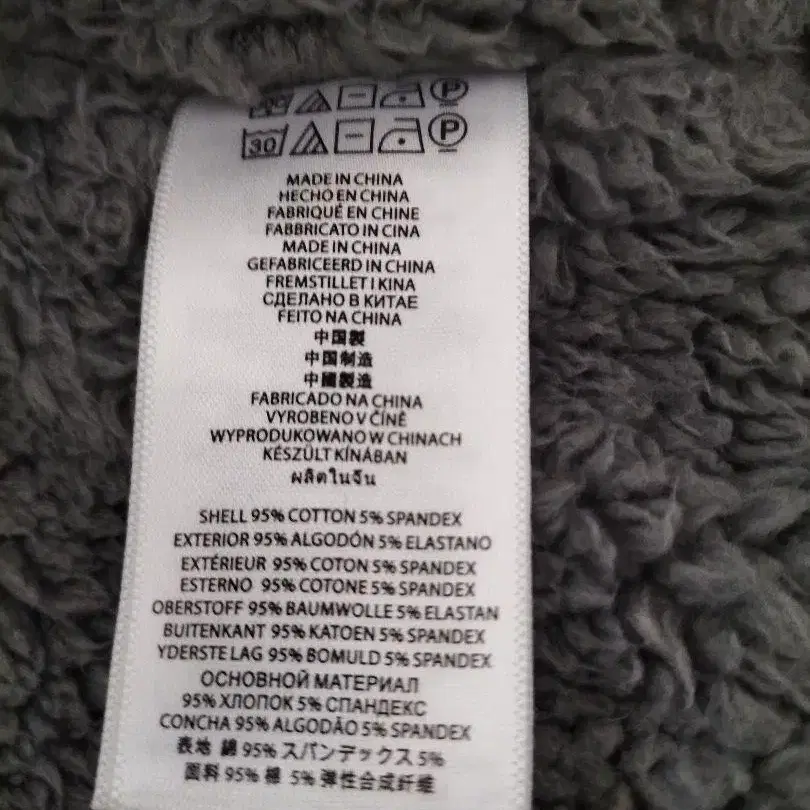 P
30 P
MADE IN CHINA
HECHO EN CHINA
FABRIQUÉ EN CHINE
FABBRICATO IN CINA
MADE IN CHINA
GEFABRICEERD IN CHINA
FREMSTILLET I KINA
СДЕЛАНО В КИТАЕ
FEITO NA CHINA
中国製
中国制造
中國製造
FABRICADO NA CHINA
VYROBENO V ČÍNĚ
WYPRODUKOWANO W CHINACH
KÉSZÜLT KÍNÁBAN
ผลิตในจีน
SHELL 95% COTTON 5% SPANDEX
EXTERIOR 95% ALGODÓN 5% ELASTANO
EXTÉRIEUR 95% COTON 5% SPANDEX
ESTERNO 95% COTONE 5% SPANDEX
OBERSTOFF 95% BAUMWOLLE 5% ELASTAN
BUITENKANT 95% KATOEN 5% SPANDEX
YDERSTE LAG 95% BOMULD 5% SPANDEX
ОСНОВНОЙ МАТЕРИАЛ
95% ХЛОПОК 5% СПАНДЕКС
CONCHA 95% ALGODÃO 5% SPANDEX
表地 綿 95% スパンデックス 5%
面料 95% 棉 5% 弹性合成纤维